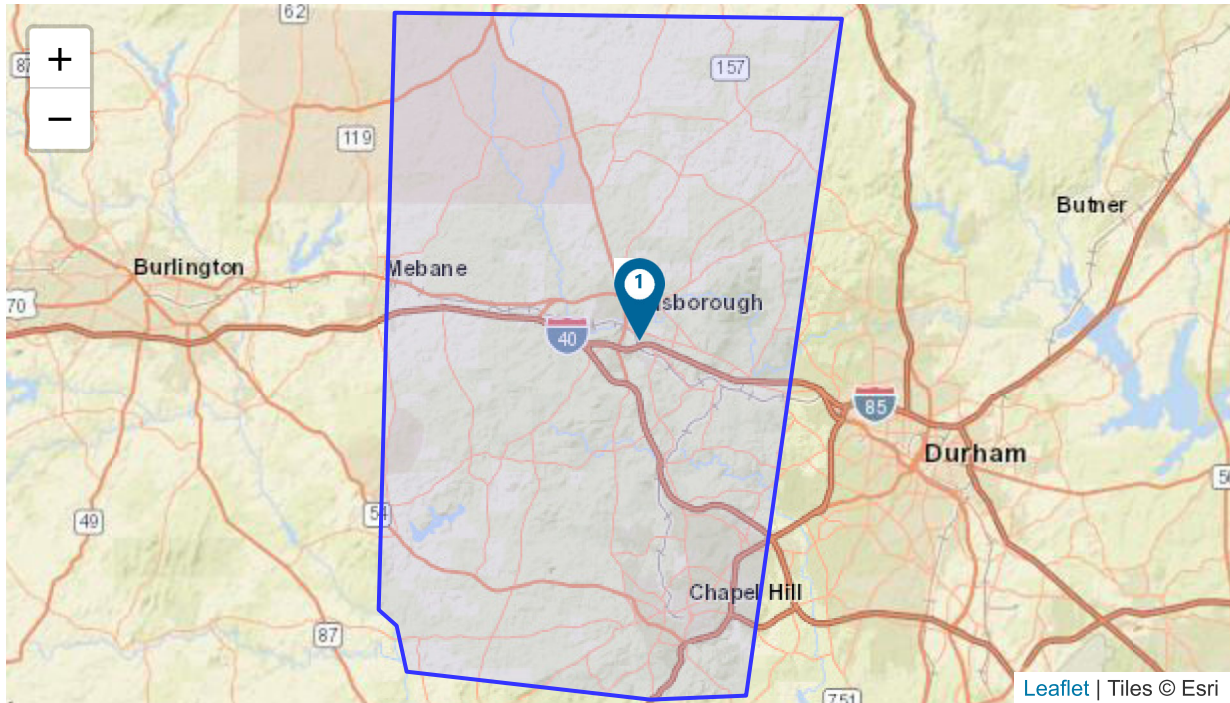 62
+
87
157
−
119
Butner
Burlington
Mebane
1
sborough
70
40
85
Durham
54
49
Chapel Hill
87
751
Leaflet | Tiles © Esri